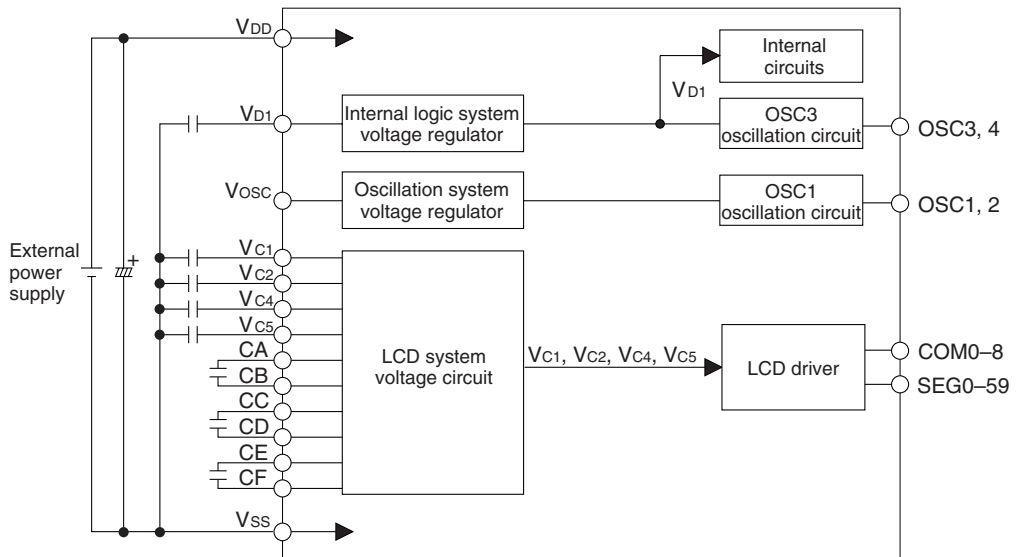 VDD
Internal
circuits
VD1
VD1
Internal logic system
voltage regulator
OSC3
oscillation circuit
OSC3, 4
VOSC
Oscillation system
voltage regulator
OSC1
oscillation circuit
OSC1, 2
External
power
supply
+
VC1
VC2
VC4
VC5
CA
CB
CC
CD
CE
CF
LCD system
voltage circuit
VC1, VC2, VC4, VC5
LCD driver
COM0–8
SEG0–59
VSS